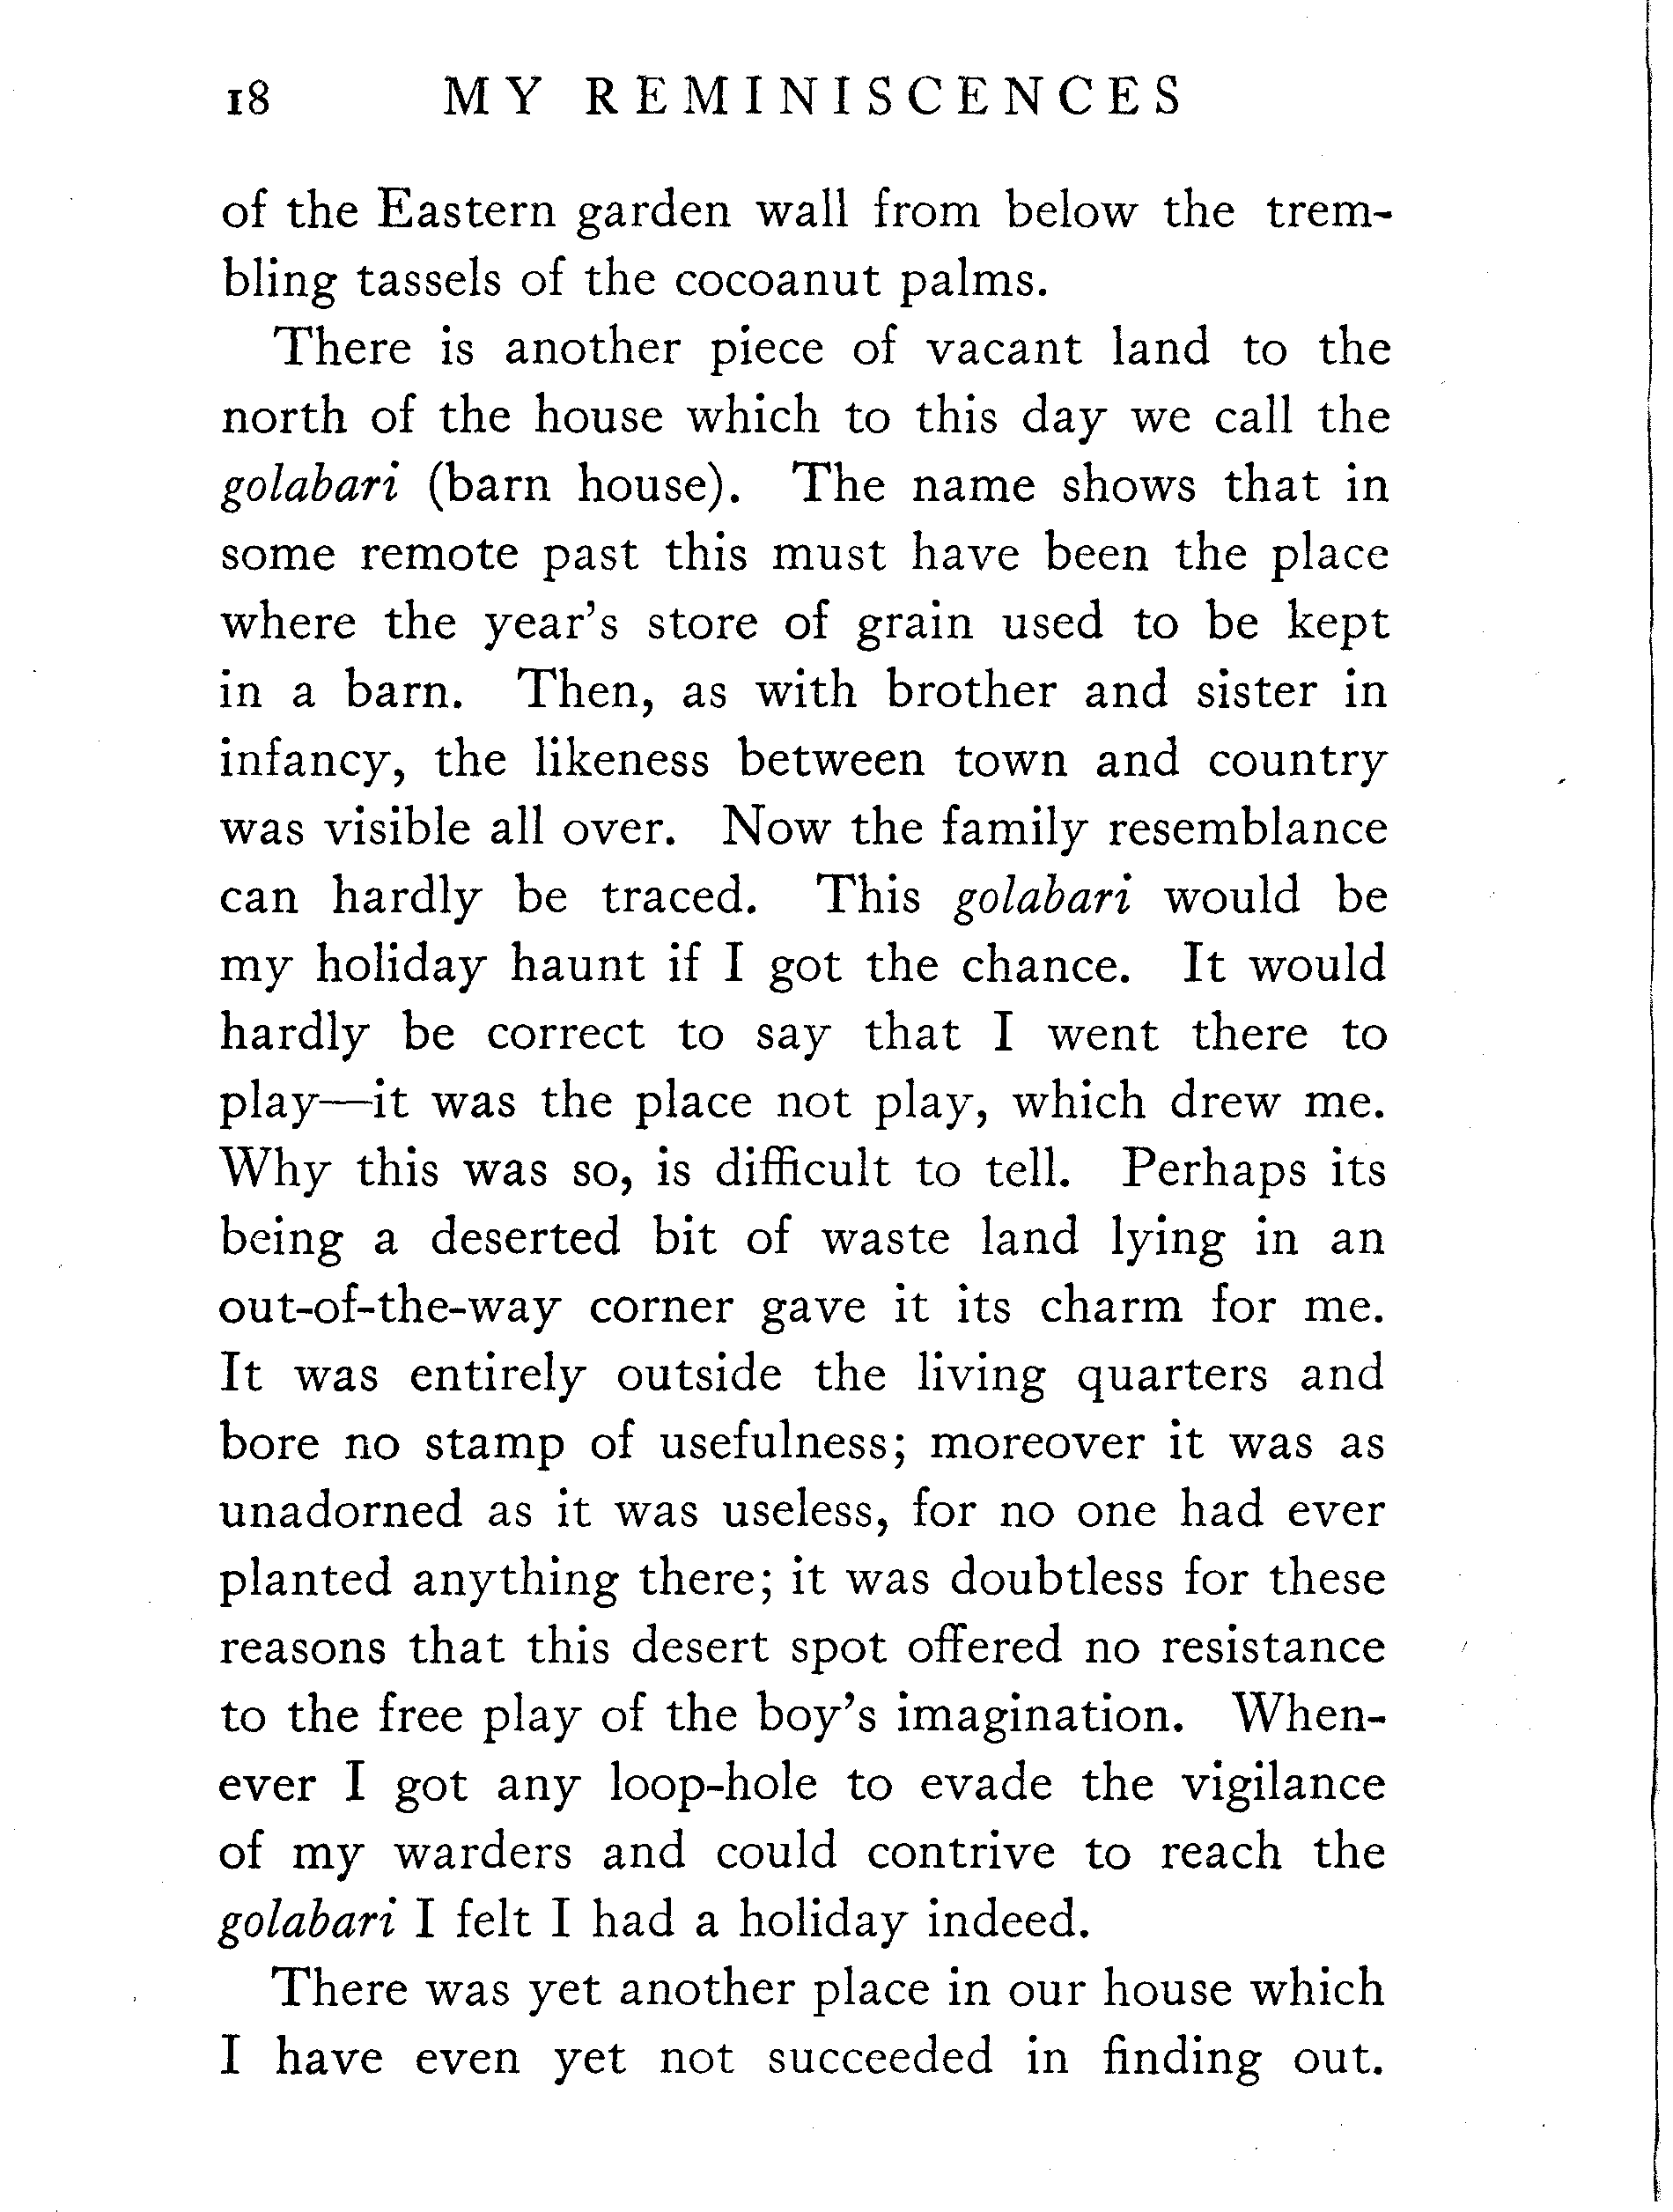 18 MY REMINISCENCES
of the Eastern garden wall from below the trem-
bling tassels of the cocoanut palms.
There is another piece of vacant land to the
north of the house which to this day we call the
golabari (barn house). The name shows that in
some remote past this must have been the place
where the year's store of grain used to be kept
in a barn. Then, as with brother and sister in
infancy, the likeness between town and country
was visible all over. Now the family resemblance
can hardly be traced. This golabari would be
my holiday haunt if I got the chance. It would
hardly be correct to say that I went there to
play—it was the place not play, which drew me.
Why this was so, is difficult to tell. Perhaps its
being a deserted bit of waste land lying in an
out-of-the-way corner gave it its charm for me.
It was entirely outside the living quarters and
bore no stamp of usefulness; moreover it was as
unadorned as it was useless, for no one had ever
planted anything there; it was doubtless for these
reasons that this desert spot offered no resistance
to the free play of the boy's imagination. When-
ever I got any loop-hole to evade the vigilance
of my warders and could contrive to reach the
golabari I felt I had a holiday indeed.
There was yet another place in our house which
I have even yet not succeeded in finding out.